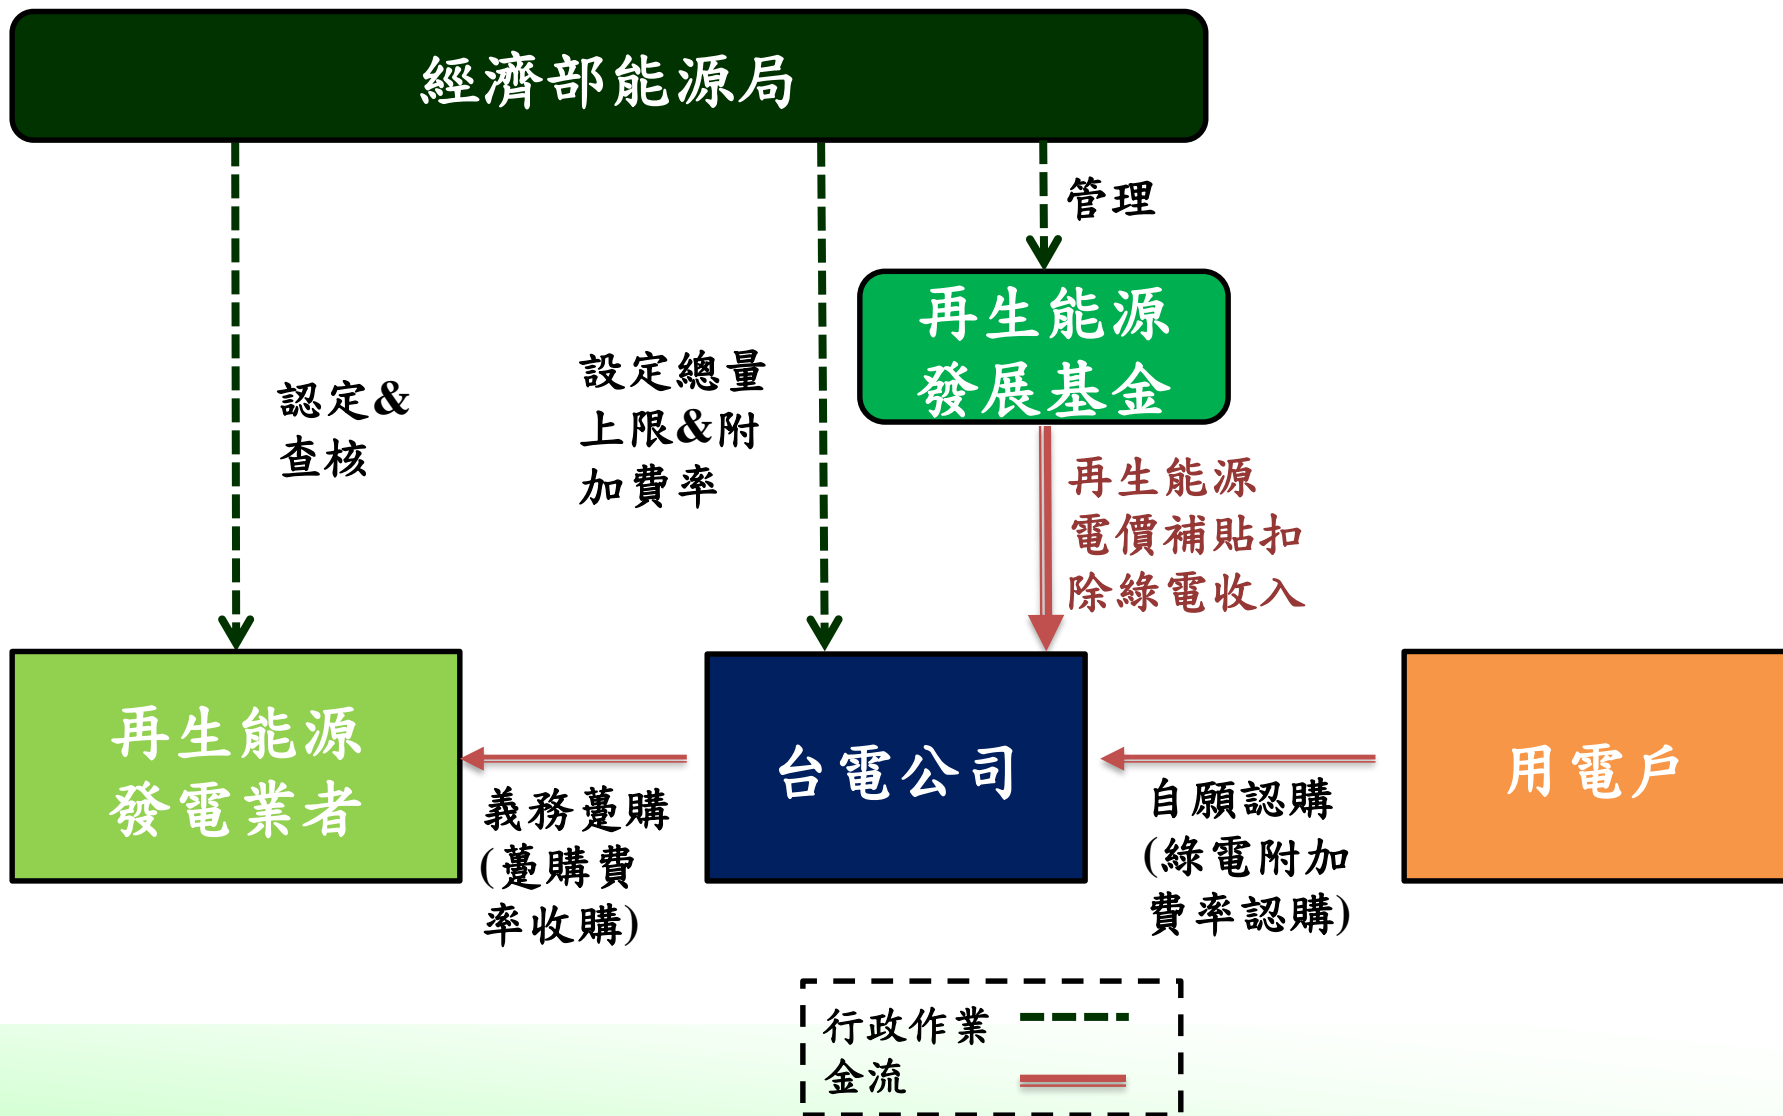 經濟部能源局
管理
再生能源
發展基金
認定&
查核
設定總量
上限&附
加費率
再生能源
電價補貼扣
除綠電收入
再生能源
發電業者
義務躉購
(躉購費
率收購)
台電公司
自願認購
(綠電附加
費率認購)
用電戶
行政作業
金流